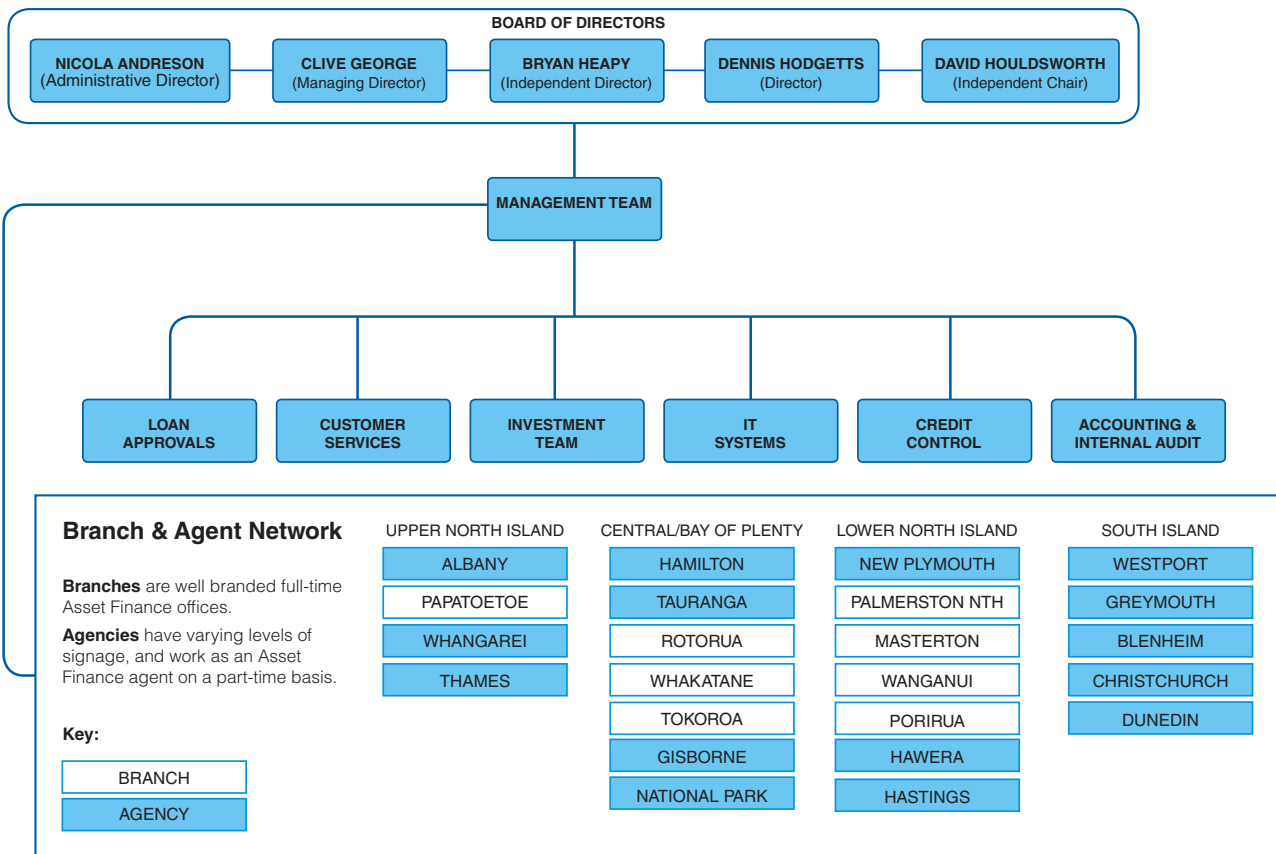 BOARD OF DIRECTORS
NICOLA ANDRESON
(Administrative Director)
CLIVE GEORGE
(Managing Director)
BRYAN HEAPY
(Independent Director)
DENNIS HODGETTS
(Director)
DAVID HOULDSWORTH
(Independent Chair)
MANAGEMENT TEAM
LOAN
APPROVALS
CUSTOMER
SERVICES
INVESTMENT
TEAM
IT
SYSTEMS
CREDIT
CONTROL
ACCOUNTING &
INTERNAL AUDIT
Branch & Agent Network
Branches are well branded full-time
Asset Finance offices.
Agencies have varying levels of
signage, and work as an Asset
Finance agent on a part-time basis.
Key:
BRANCH
AGENCY
UPPER NORTH ISLAND
ALBANY
PAPATOETOE
WHANGAREI
THAMES
CENTRAL/BAY OF PLENTY
HAMILTON
TAURANGA
ROTORUA
WHAKATANE
TOKOROA
GISBORNE
NATIONAL PARK
LOWER NORTH ISLAND
NEW PLYMOUTH
PALMERSTON NTH
MASTERTON
WANGANUI
PORIRUA
HAWERA
HASTINGS
SOUTH ISLAND
WESTPORT
GREYMOUTH
BLENHEIM
CHRISTCHURCH
DUNEDIN